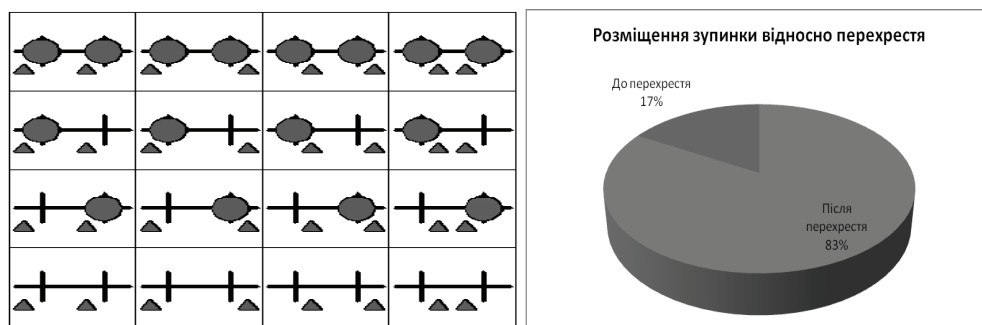 Розміщення зупинки відносно перехрестя
До перехрестя
17%
Після
перехрестя
83%